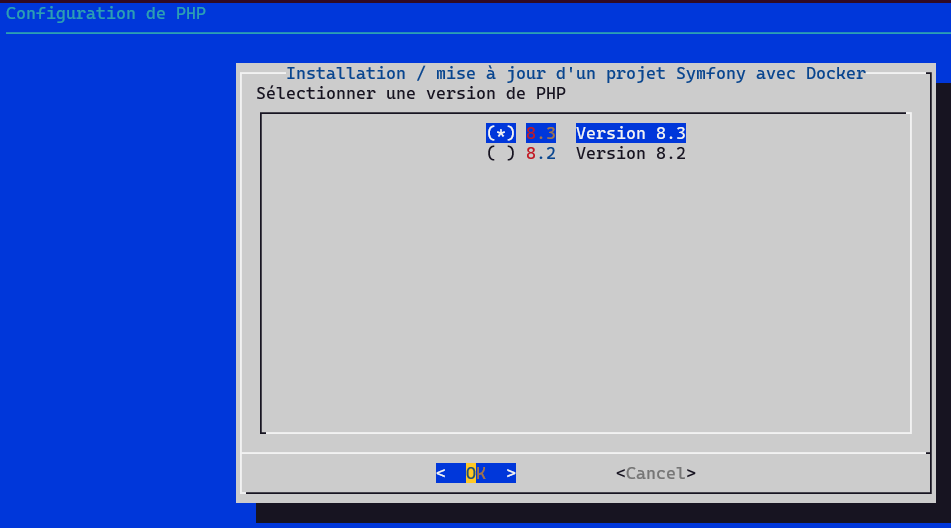 Configuration de PHP
Installation / mise à jour d'un projet Symfony avec Docker
Sélectionner une version de PHP
(*) 8.3 Version 8.3
( ) 8.2 Version 8.2
< OK > <Cancel>